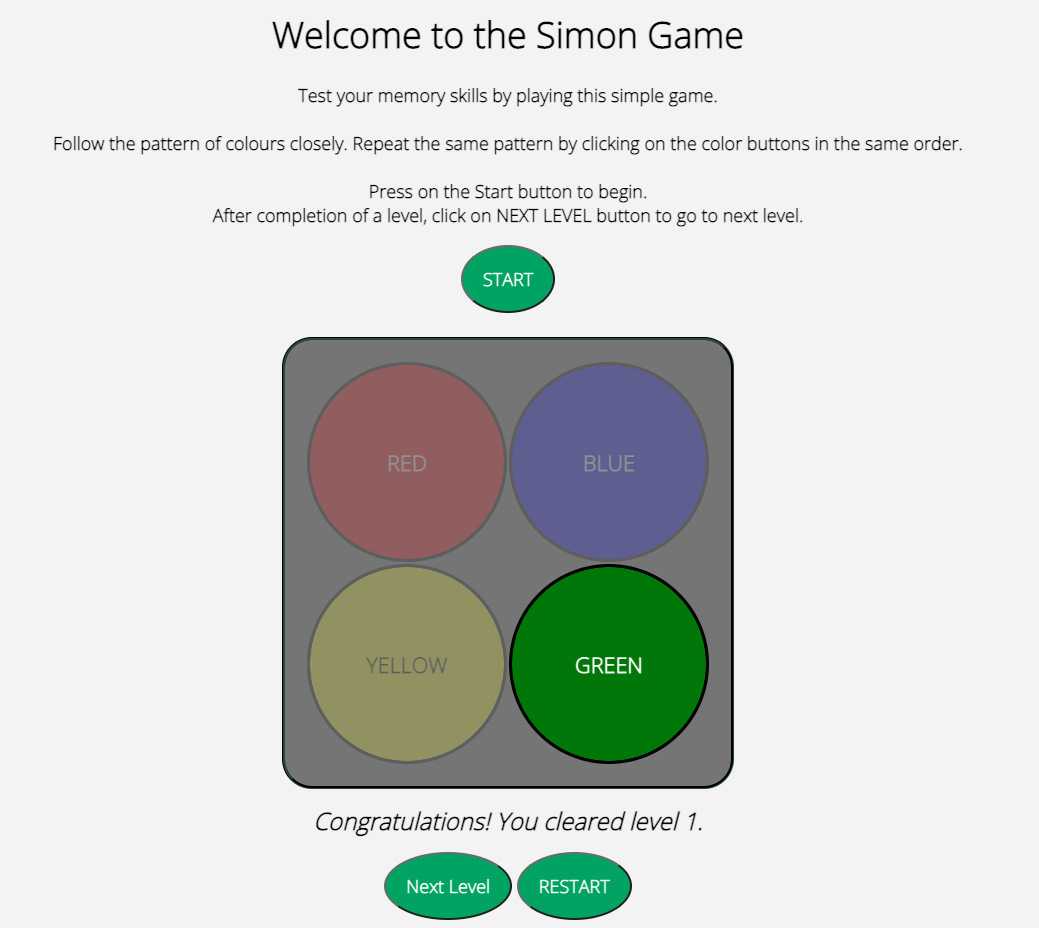 Welcome to the Simon Game
Test your memory skills by playing this simple game.
Follow the pattern of colours closely. Repeat the same pattern by clicking on the color buttons in the same order.
Press on the Start button to begin.
After completion of a level, click on NEXT LEVEL button to go to next level.
START
RED
BLUE
YELLOW
GREEN
Congratulations! You cleared level 1.
Next Level
RESTART